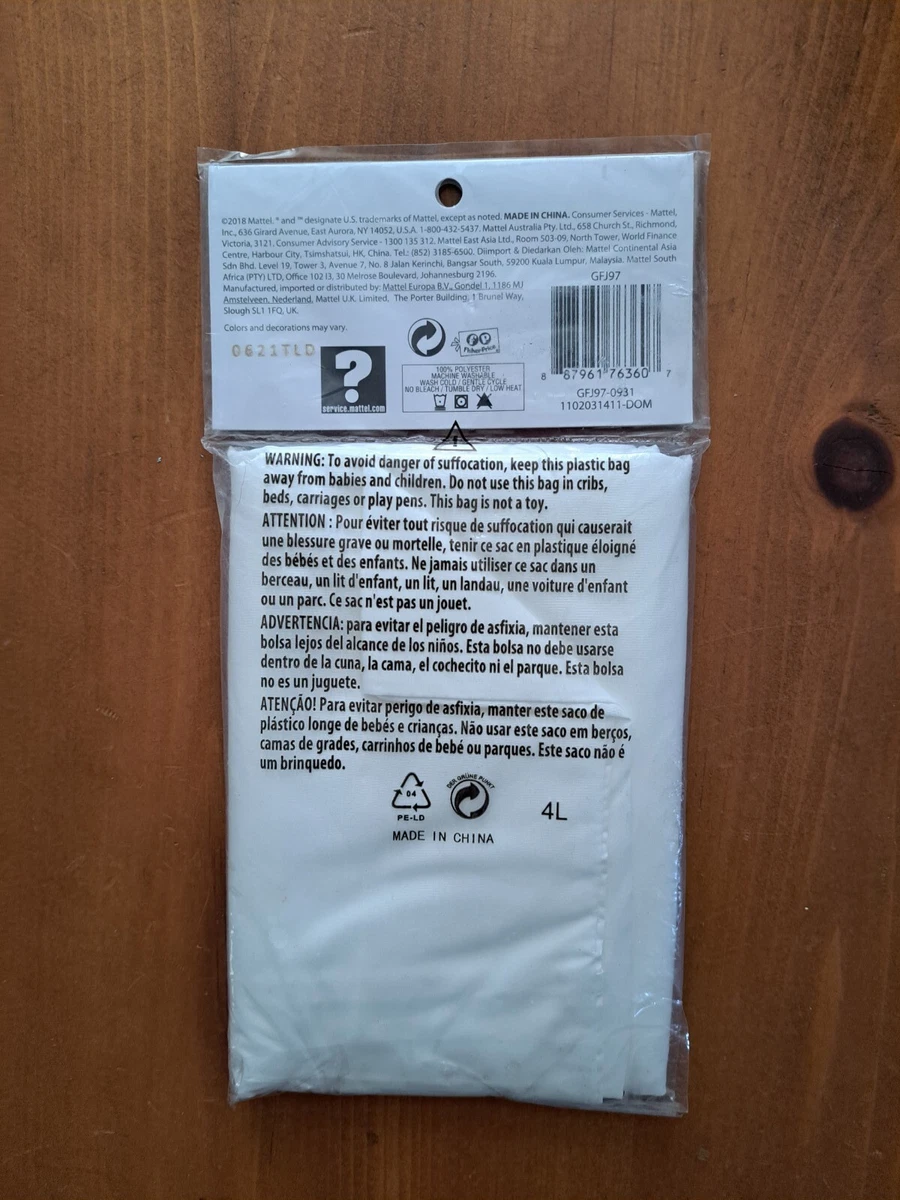 ©2018 Mattel. ® and ™ designate U.S. trademarks of Mattel, except as noted. MADE IN CHINA. Consumer Services - Mattel,
Inc., 636 Girard Avenue, East Aurora, NY 14052, U.S.A. 1-800-432-5437. Mattel Australia Pty. Ltd., 658 Church St., Richmond,
Victoria, 3121. Consumer Advisory Service - 1300 135 312. Mattel East Asia Ltd., Room 503-09, North Tower, World Finance
Centre, Harbour City, Tsimshatsui, HK, China. Tel.: (852) 3185-6500. Diimport & Diedarkan Oleh: Mattel Continental Asia
Sdn Bhd. Level 19, Tower 3, Avenue 7, No. 8 Jalan Kerinchi, Bangsar South, 59200 Kuala Lumpur, Malaysia. Mattel South
Africa (PTY) LTD, Office 102 I3, 30 Melrose Boulevard, Johannesburg 2196.
Manufactured, imported or distributed by: Mattel Europa B.V., Gondel 1, 1186 MJ
Amstelveen, Nederland, Mattel U.K. Limited, The Porter Building, 1 Brunel Way,
Slough SL1 1FQ, UK.
Colors and decorations may vary.
0621TLD
?
service.mattel.com
FP
Fisher-Price
100% POLYESTER
MACHINE WASHABLE
WASH COLD / GENTLE CYCLE
NO BLEACH / TUMBLE DRY / LOW HEAT
GFJ97
8 87961 76360 7
GFJ97-0931
1102031411-DOM
WARNING: To avoid danger of suffocation, keep this plastic bag
away from babies and children. Do not use this bag in cribs,
beds, carriages or play pens. This bag is not a toy.
ATTENTION : Pour éviter tout risque de suffocation qui causerait
une blessure grave ou mortelle, tenir ce sac en plastique éloigné
des bébés et des enfants. Ne jamais utiliser ce sac dans un
berceau, un lit d'enfant, un lit, un landau, une voiture d'enfant
ou un parc. Ce sac n'est pas un jouet.
ADVERTENCIA: para evitar el peligro de asfixia, mantener esta
bolsa lejos del alcance de los niños. Esta bolsa no debe usarse
dentro de la cuna, la cama, el cochecito ni el parque. Esta bolsa
no es un juguete.
ATENÇÃO! Para evitar perigo de asfixia, manter este saco de
plástico longe de bebés e crianças. Não usar este saco em berços,
camas de grades, carrinhos de bebé ou parques. Este saco não é
um brinquedo.
04
PE-LD
DER GRÜNE PUNKT
4L
MADE IN CHINA